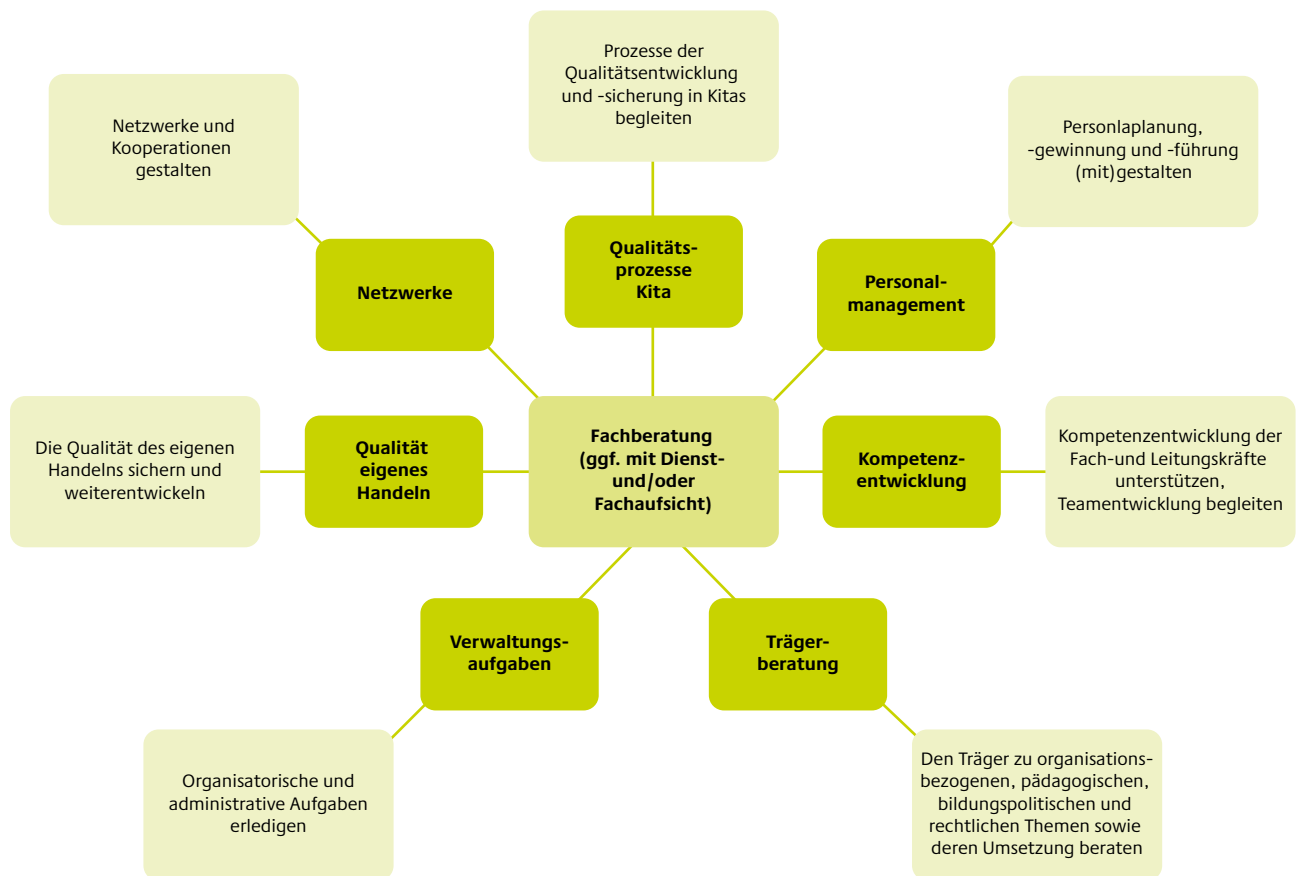 Prozesse der
Qualitätsentwicklung
und -sicherung in Kitas
begleiten
Netzwerke und
Kooperationen
gestalten
Personlaplanung,
-gewinnung und -führung
(mit)gestalten
Netzwerke
Qualitäts-
prozesse
Kita
Personal-
management
Die Qualität des eigenen
Handelns sichern und
weiterentwickeln
Qualität
eigenes
Handeln
Fachberatung
(ggf. mit Dienst-
und/oder
Fachaufsicht)
Kompetenz-
entwicklung
Kompetenzentwicklung der
Fach-und Leitungskräfte
unterstützen,
Teamentwicklung begleiten
Verwaltungs-
aufgaben
Träger-
beratung
Organisatorische und
administrative Aufgaben
erledigen
Den Träger zu organisations-
bezogenen, pädagogischen,
bildungspolitischen und
rechtlichen Themen sowie
deren Umsetzung beraten